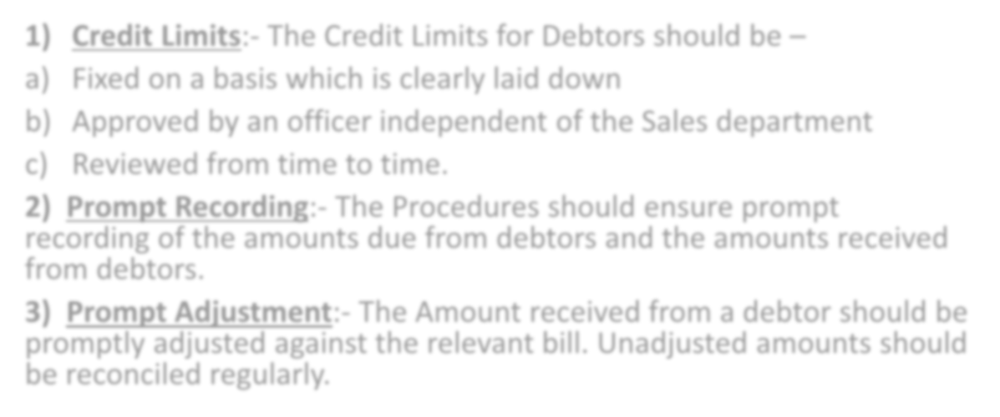 1) Credit Limits:- The Credit Limits for Debtors should be –
a) Fixed on a basis which is clearly laid down
b) Approved by an officer independent of the Sales department
c) Reviewed from time to time.
2) Prompt Recording:- The Procedures should ensure prompt
recording of the amounts due from debtors and the amounts received
from debtors.
3) Prompt Adjustment:- The Amount received from a debtor should be
promptly adjusted against the relevant bill. Unadjusted amounts should
be reconciled regularly.